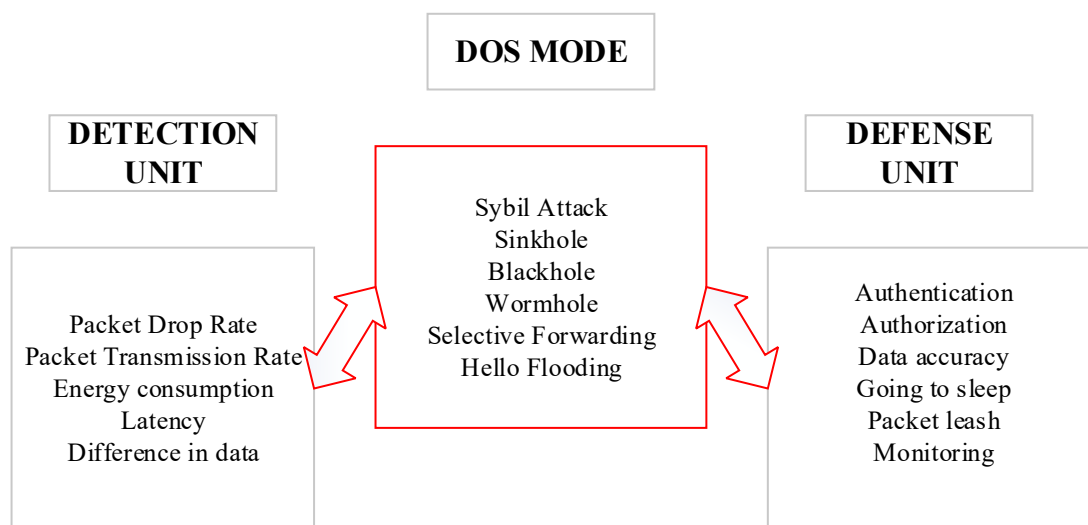 DOS MODE
DETECTION
UNIT
DEFENSE
UNIT
Sybil Attack
Sinkhole
Blackhole
Wormhole
Selective Forwarding
Hello Flooding
Packet Drop Rate
Packet Transmission Rate
Energy consumption
Latency
Difference in data
Authentication
Authorization
Data accuracy
Going to sleep
Packet leash
Monitoring